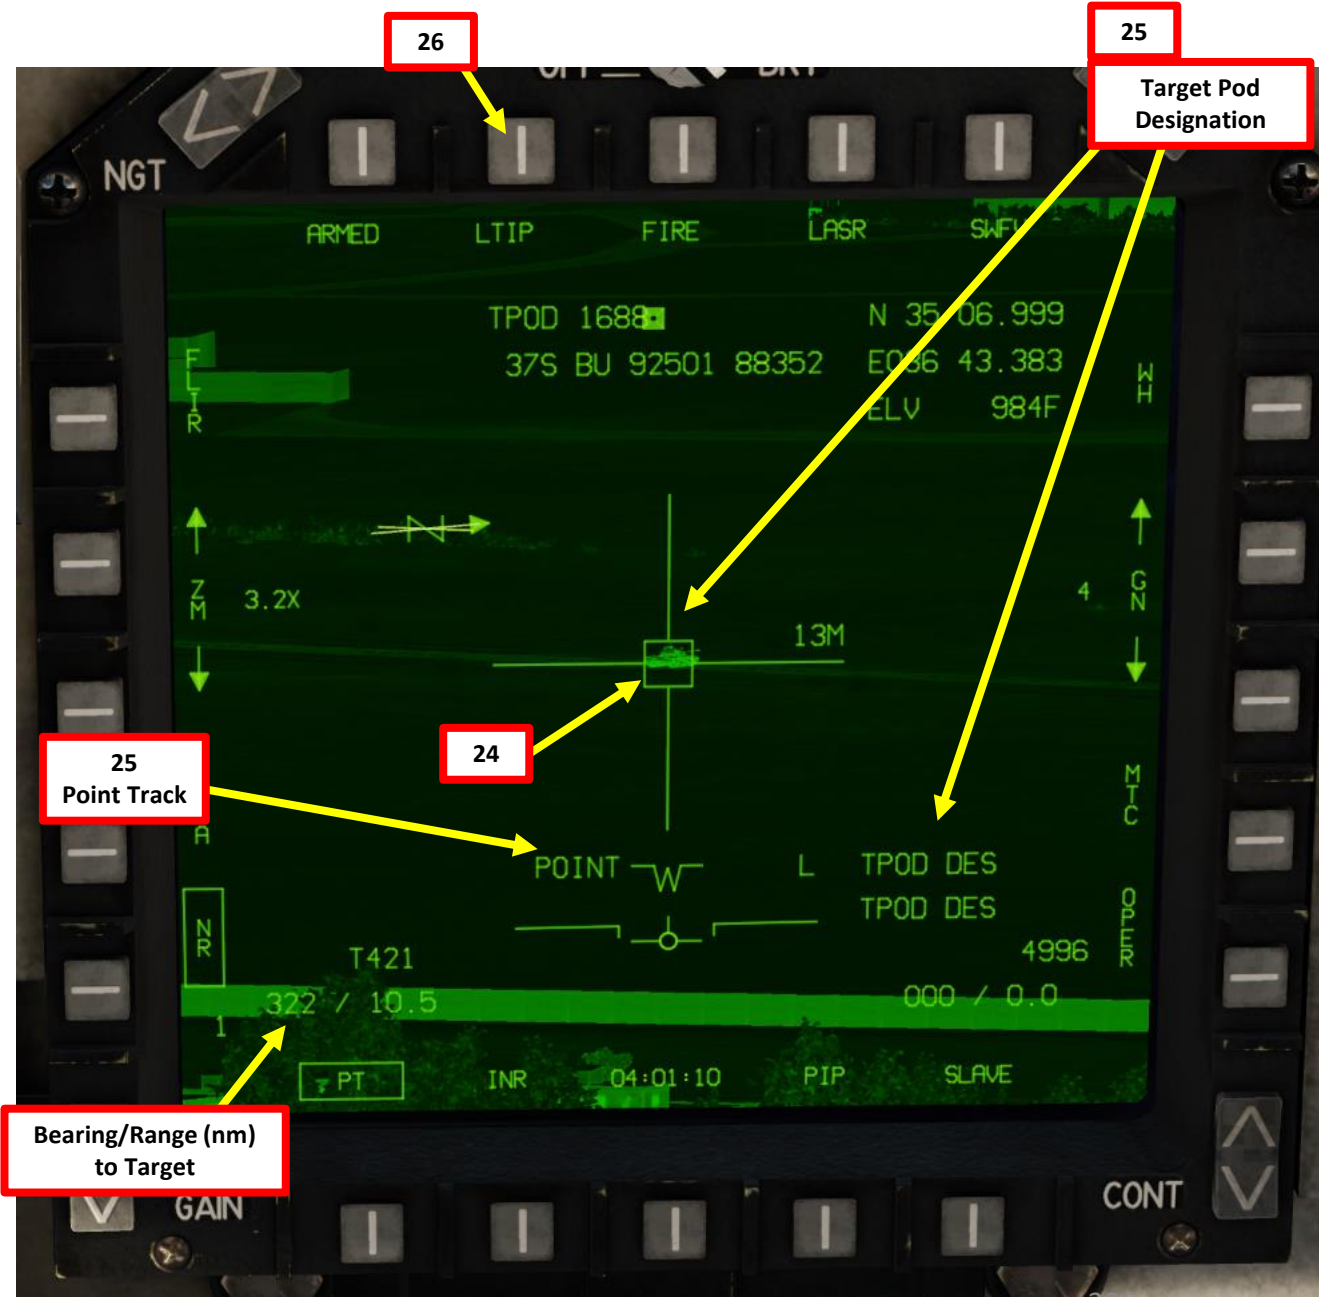 26
25
Target Pod
Designation
OFF
BRT
NGT
ARMED LTIP FIRE LASR
TPOD 1688 N 35 06.999
37S BU 92501 88352 E036 43.383
ELV 984F
FLIR
WH
N
ZM 3.2X
4 GN
13M
24
25
Point Track
MTC
A
POINT W L TPOD DES
TPOD DES
NR
OPER
T421 4996
322 / 10.5 000 / 0.0
1
PT INR 04:01:10 PIP SLAVE
Bearing/Range (nm)
to Target
GAIN
CONT